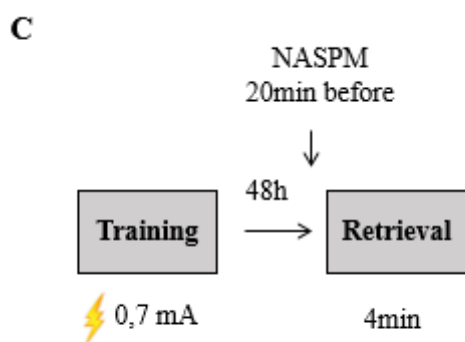 C
NASPM
20min before
48h
Training
Retrieval
0,7 mA
4min